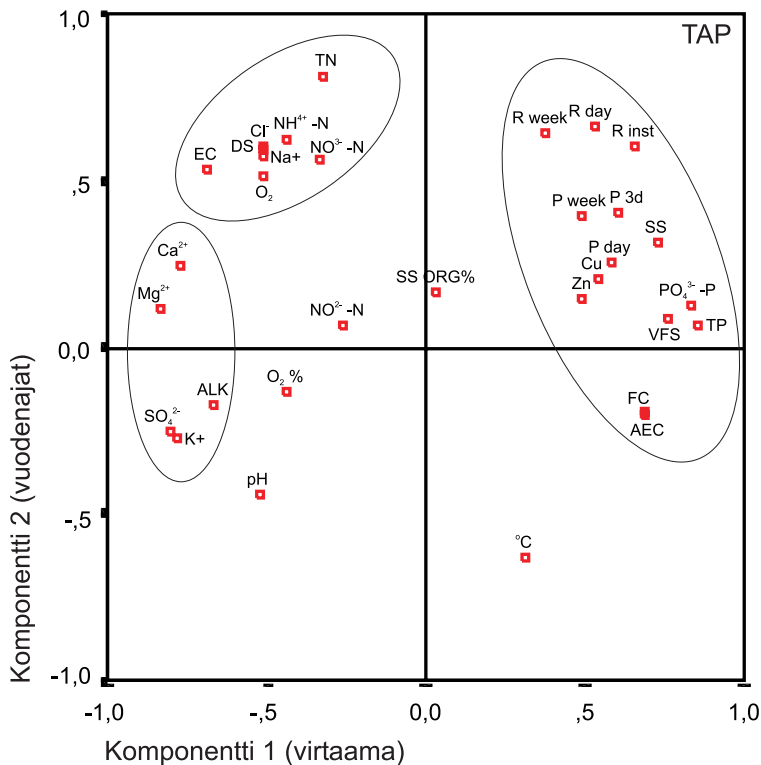 1,0
TAP
TN
R week
R day
R inst
Cl⁻
NH⁴⁺ -N
DS
EC
Na+
NO³⁻ -N
,5
O₂
P week
P 3d
SS
Ca²⁺
P day
Cu
SS ORG%
Zn
PO₄³⁻ -P
Mg²⁺
NO²⁻ -N
VFS
TP
0,0
O₂ %
ALK
FC
SO₄²⁻
K+
AEC
pH
-,5
°C
-1,0
-1,0
-,5
0,0
,5
1,0
Komponentti 1 (virtaama)
Komponentti 2 (vuodenajat)